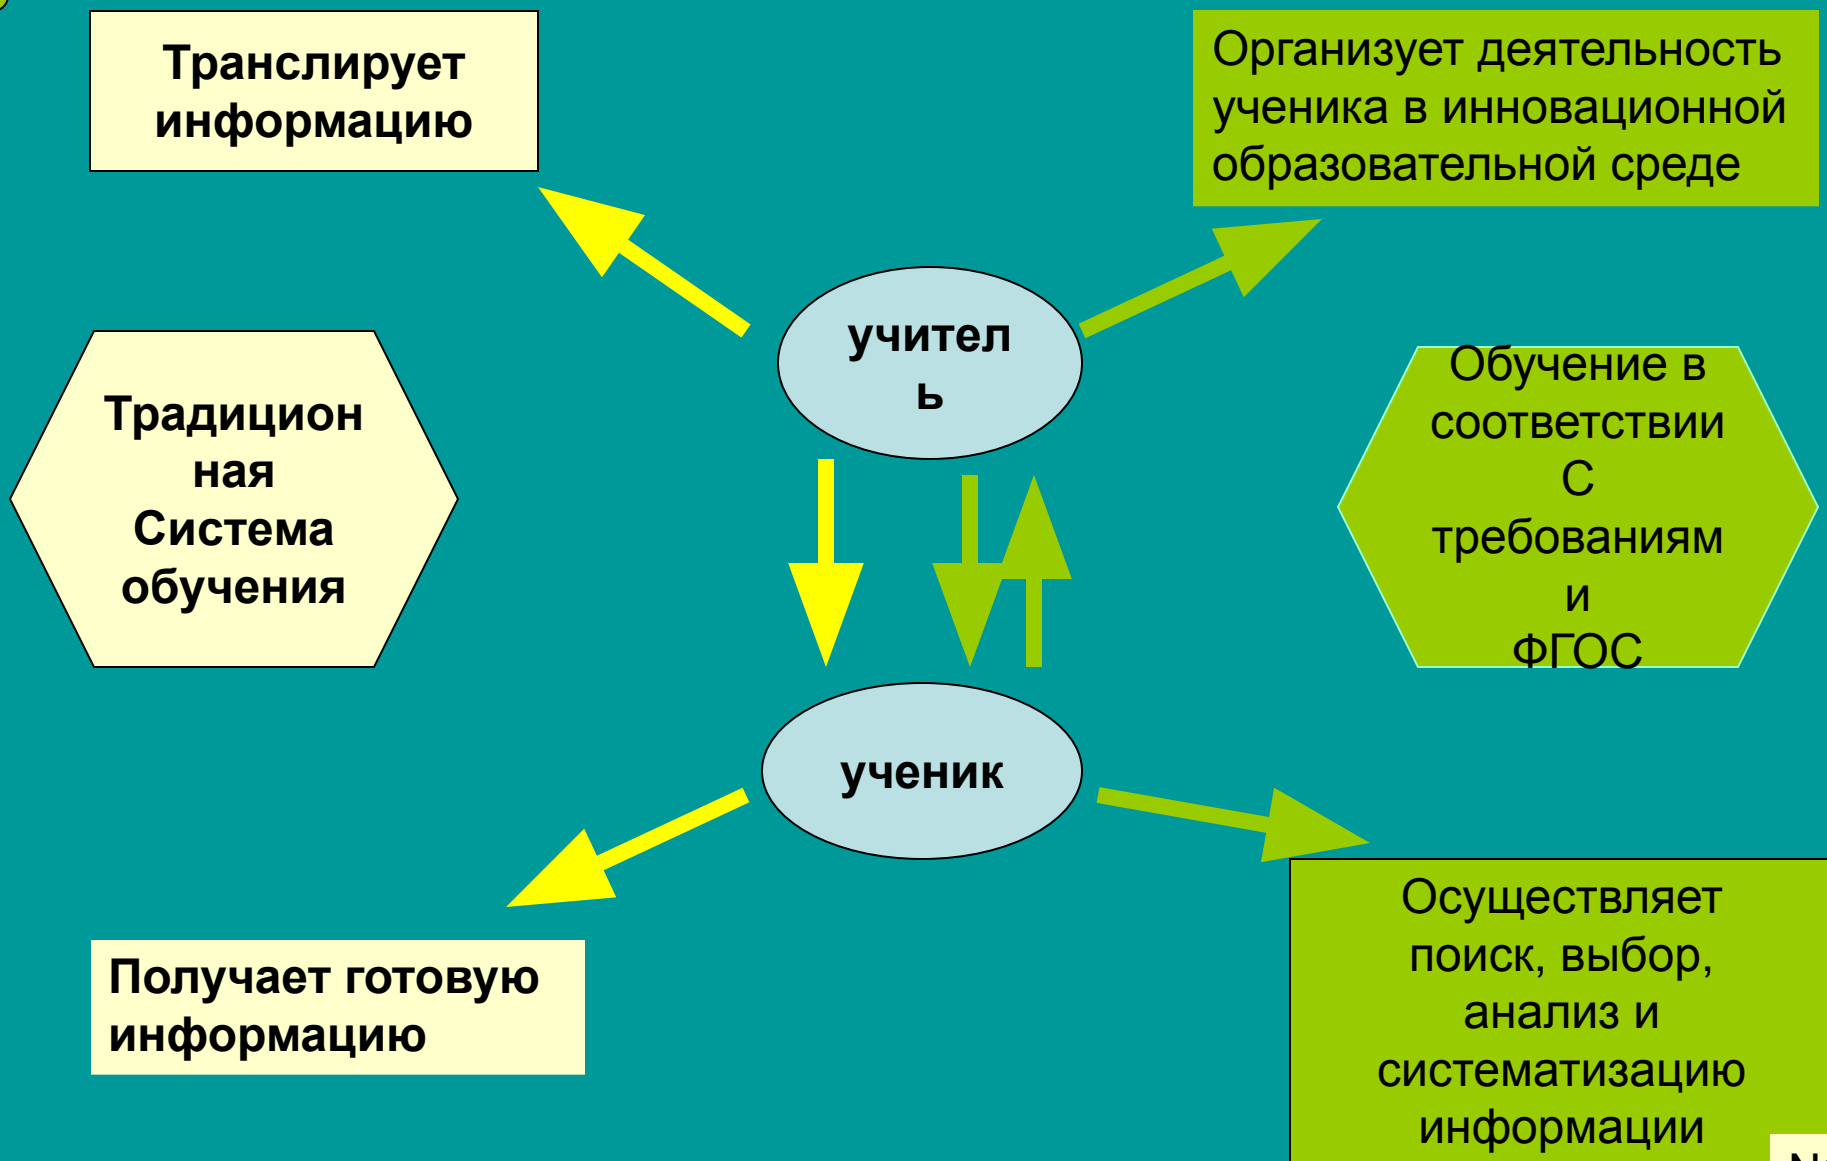 Транслирует
информацию
Организует деятельность
ученика в инновационной
образовательной среде
учител
ь
Традицион
ная
Система
обучения
Обучение в
соответствии
С
требованиям
и
ФГОС
ученик
Получает готовую
информацию
Осуществляет
поиск, выбор,
анализ и
систематизацию
информации